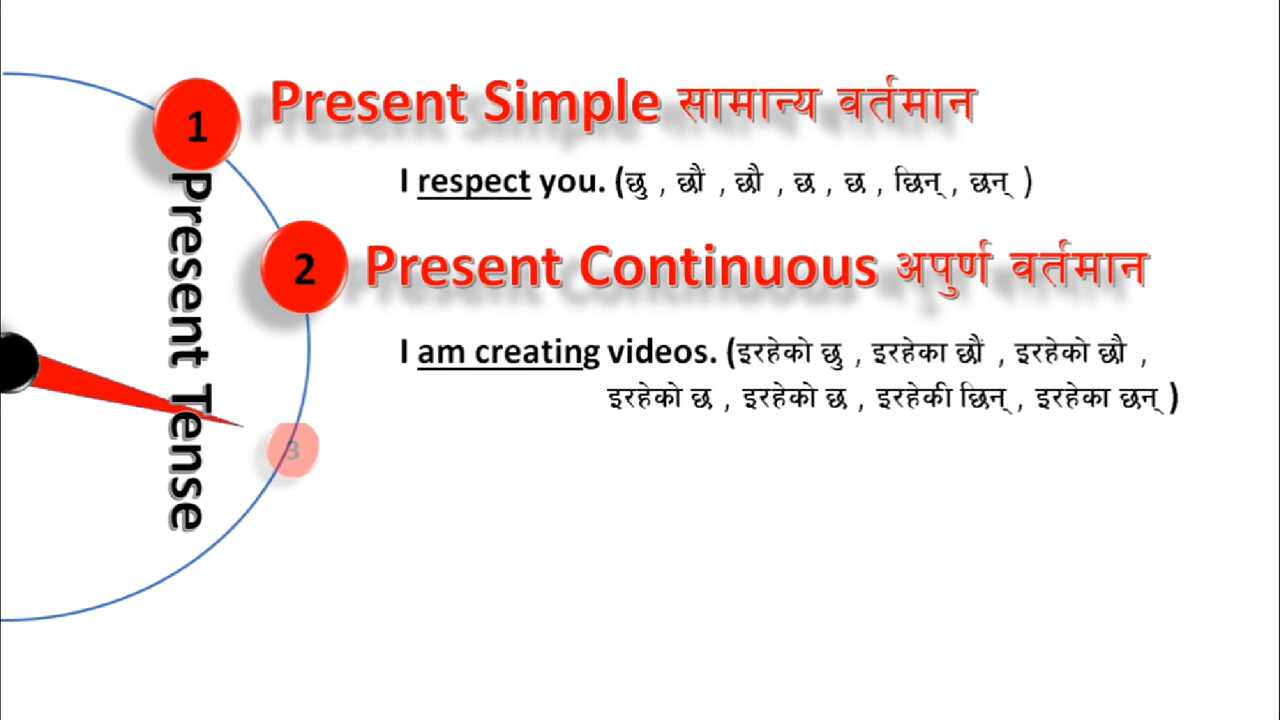 1
Present Simple सामान्य वर्तमान
I respect you. (छु , छौं , छौ , छ , छ , छिन् , छन् )
Present Tense
2
Present Continuous अपुर्ण वर्तमान
I am creating videos. (इरहेको छु , इरहेका छौं , इरहेको छौ ,
इरहेको छ , इरहेको छ , इरहेकी छिन् , इरहेका छन् )
3